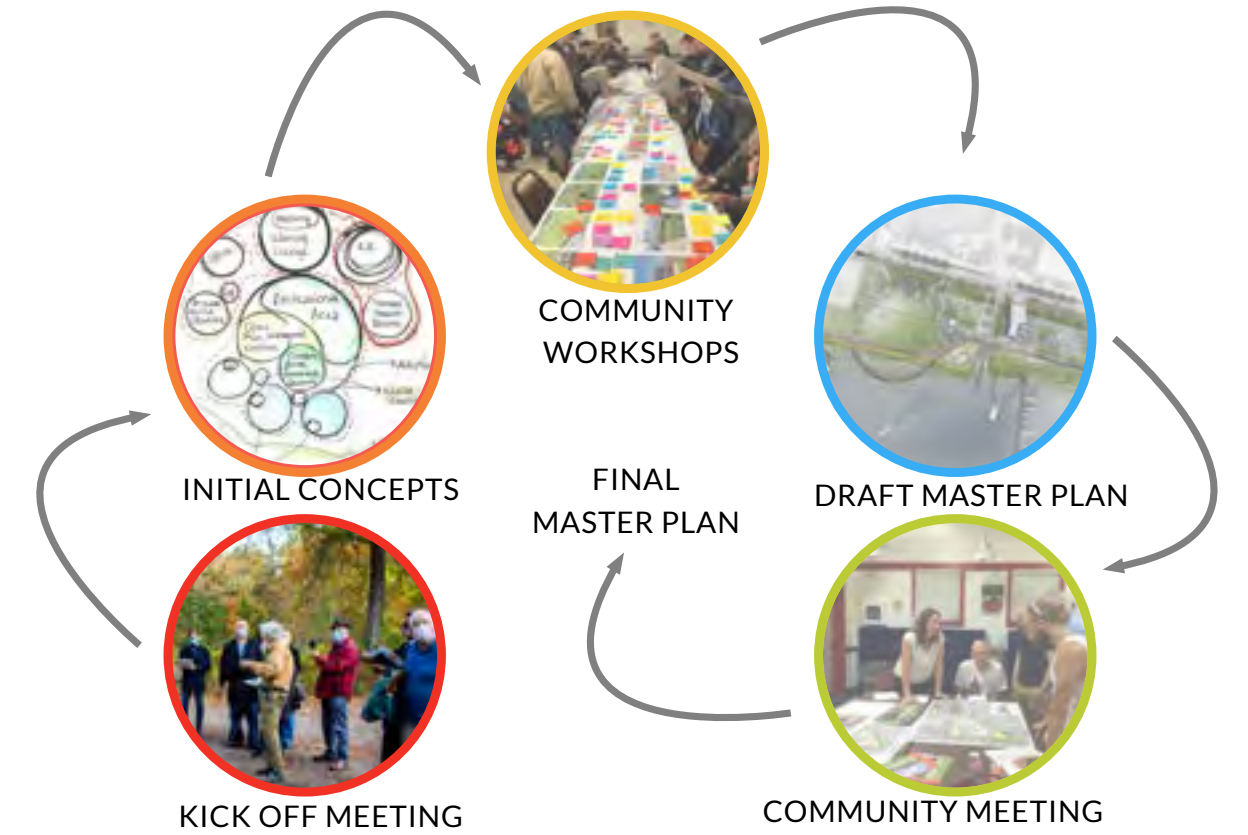 COMMUNITY
WORKSHOPS
INITIAL CONCEPTS
FINAL
MASTER PLAN
DRAFT MASTER PLAN
KICK OFF MEETING
COMMUNITY MEETING